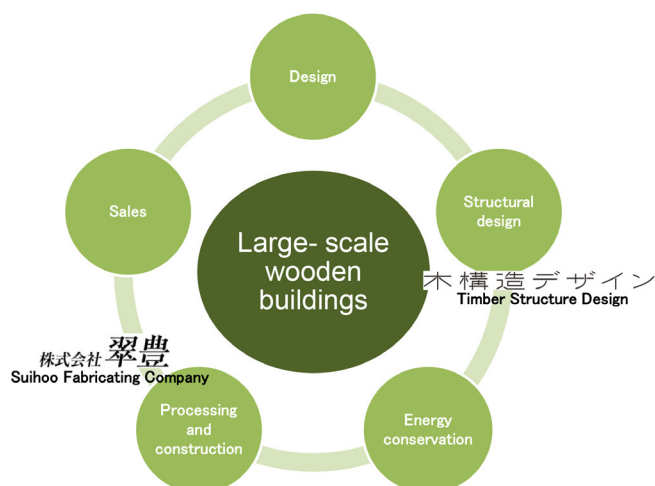 Design
Sales
Structural
design
Large- scale
wooden
buildings
木構造デザイン
Timber Structure Design
株式会社 翠豊
Suihoo Fabricating Company
Processing
and
construction
Energy
conservation